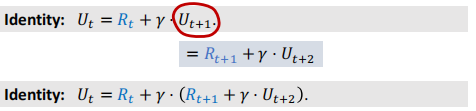 Identity: U_t = R_t + γ · U_{t+1}.
= R_{t+1} + γ · U_{t+2}
Identity: U_t = R_t + γ · (R_{t+1} + γ · U_{t+2}).